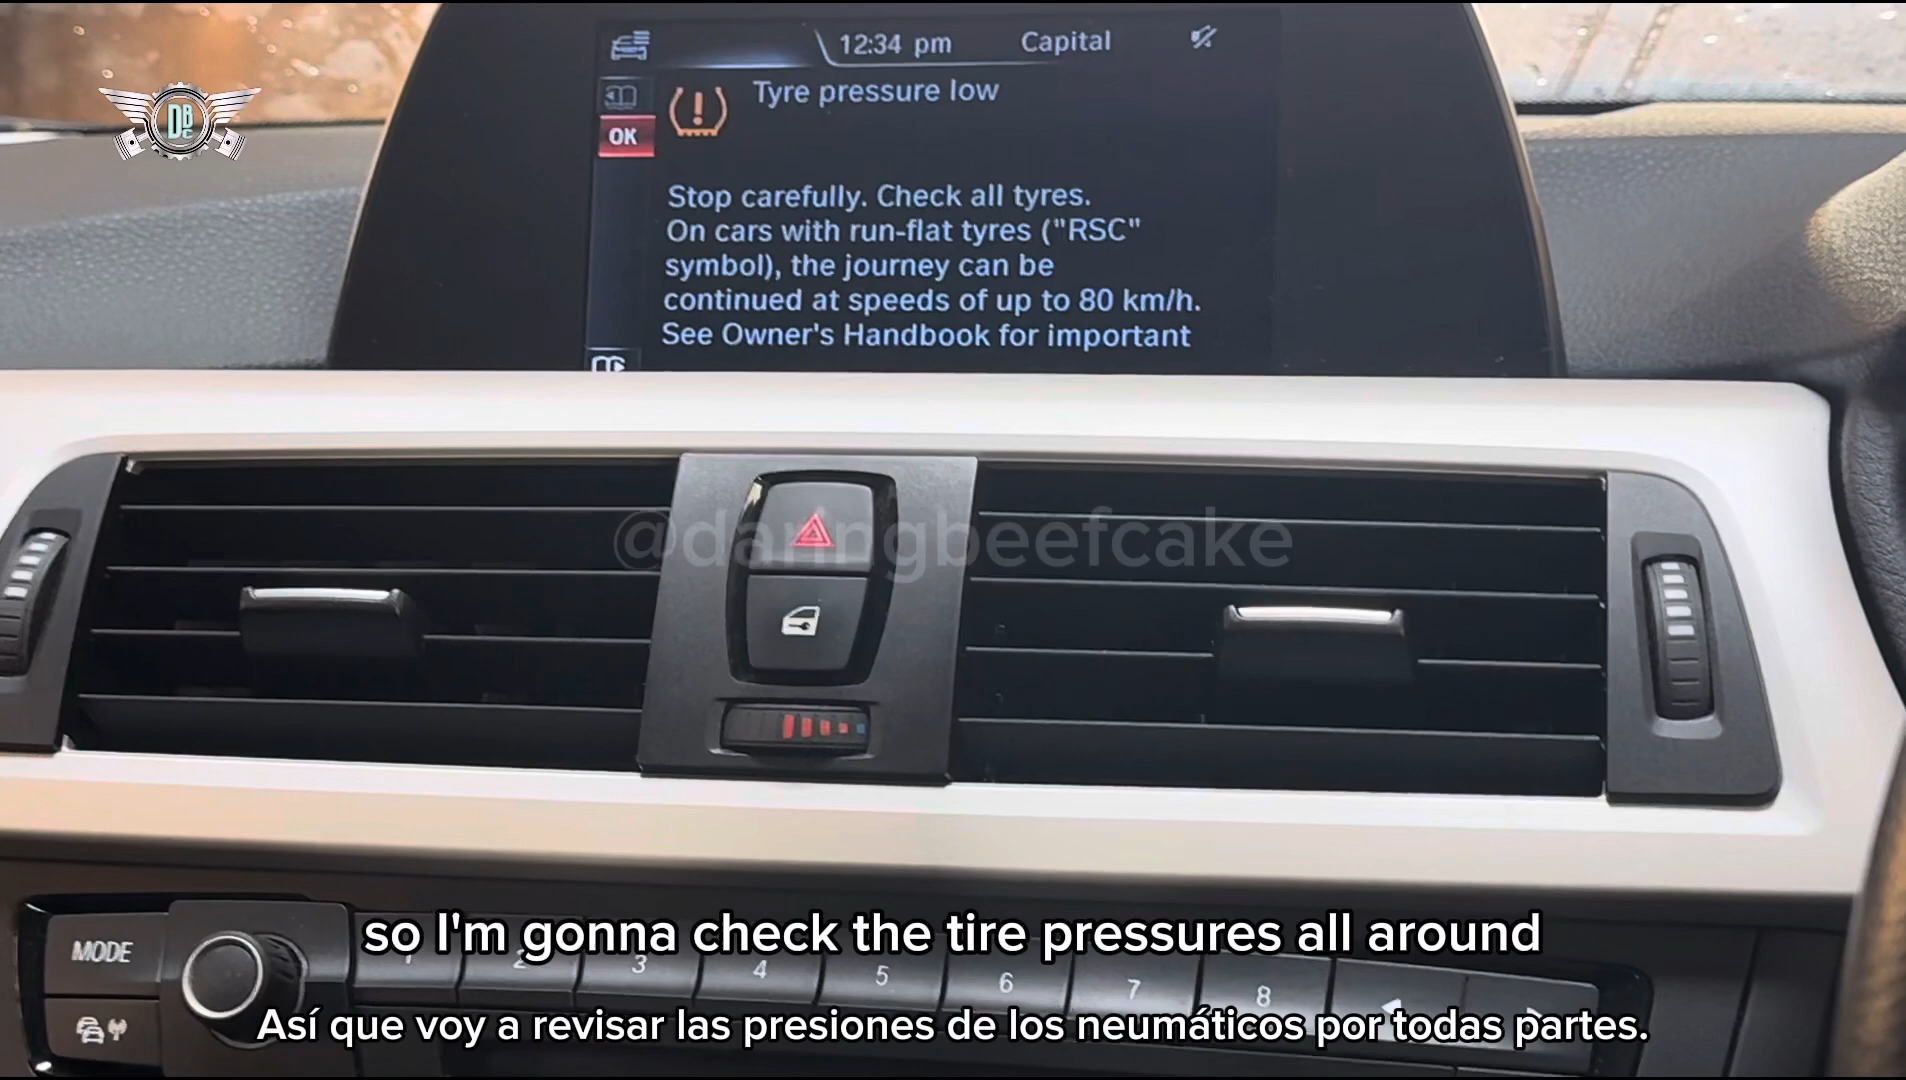 12:34 pm
Capital
Tyre pressure low
OK
Stop carefully. Check all tyres.
On cars with run-flat tyres ("RSC"
symbol), the journey can be
continued at speeds of up to 80 km/h.
See Owner's Handbook for important
DBC
@daringbeefcake
so I'm gonna check the tire pressures all around
MODE
1 2 3 4 5 6 7 8
Así que voy a revisar las presiones de los neumáticos por todas partes.